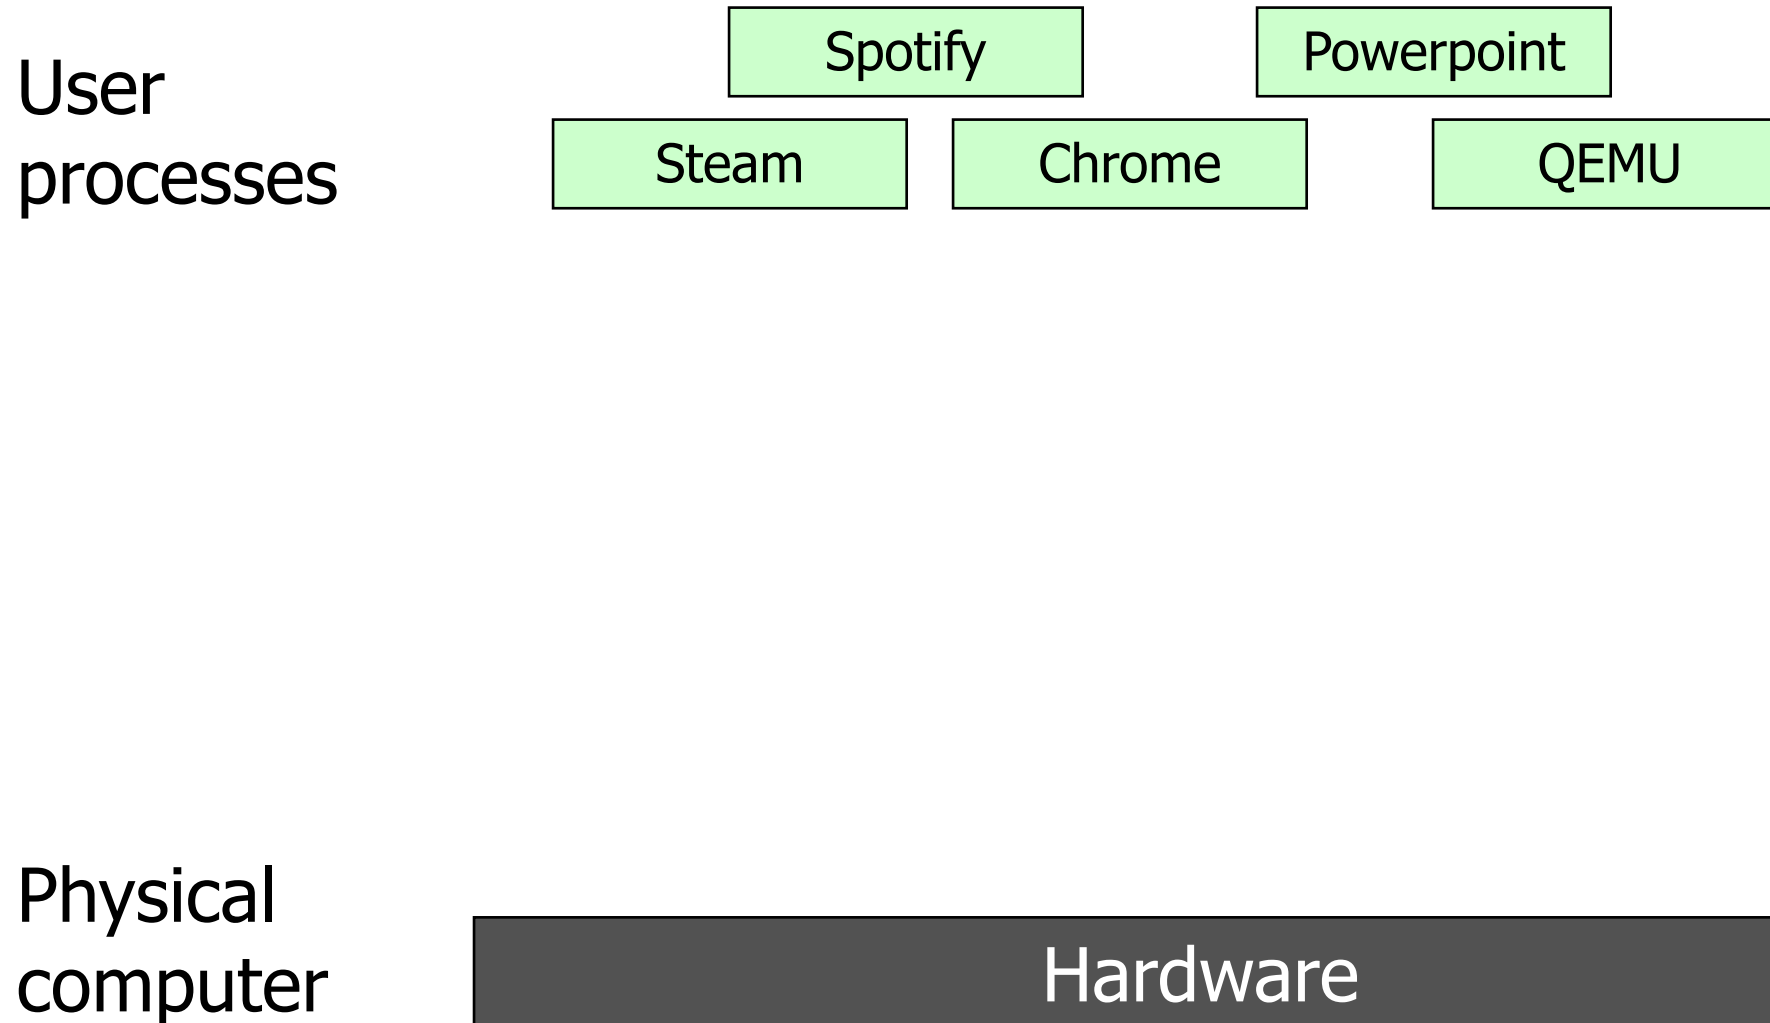 User
processes
Spotify
Powerpoint
Steam
Chrome
QEMU
Physical
computer
Hardware